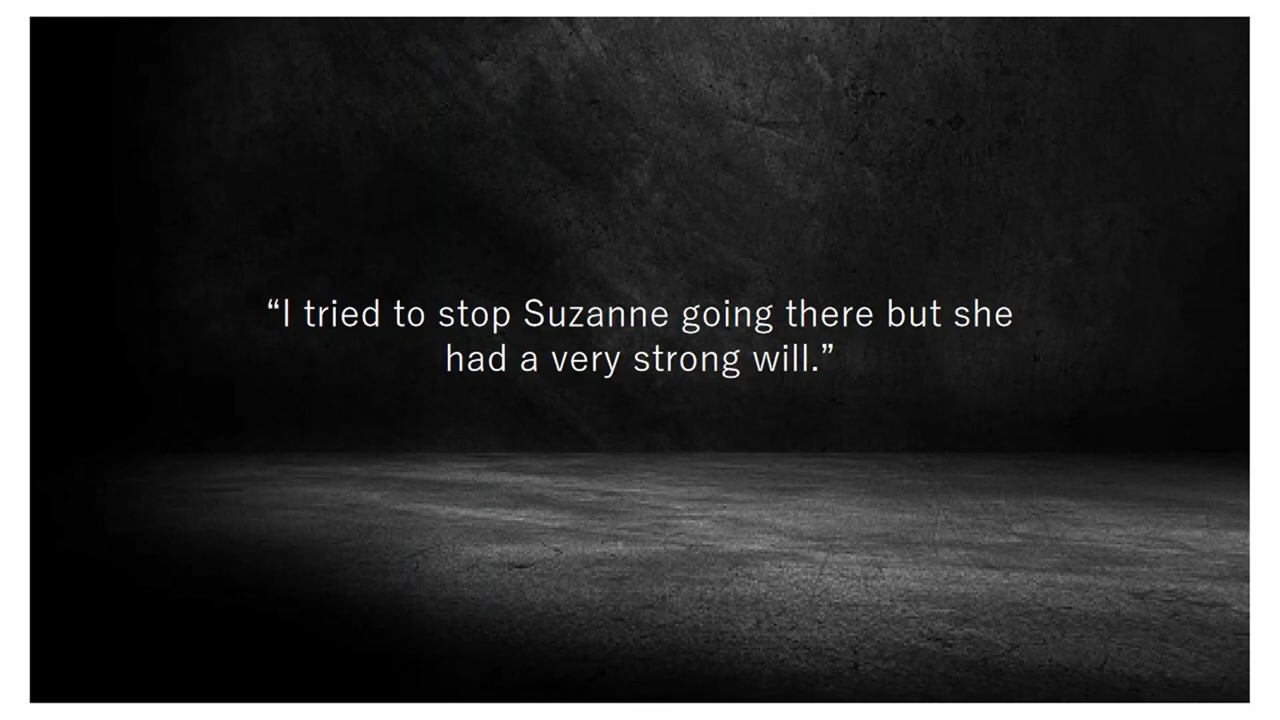 “I tried to stop Suzanne going there but she
had a very strong will.”